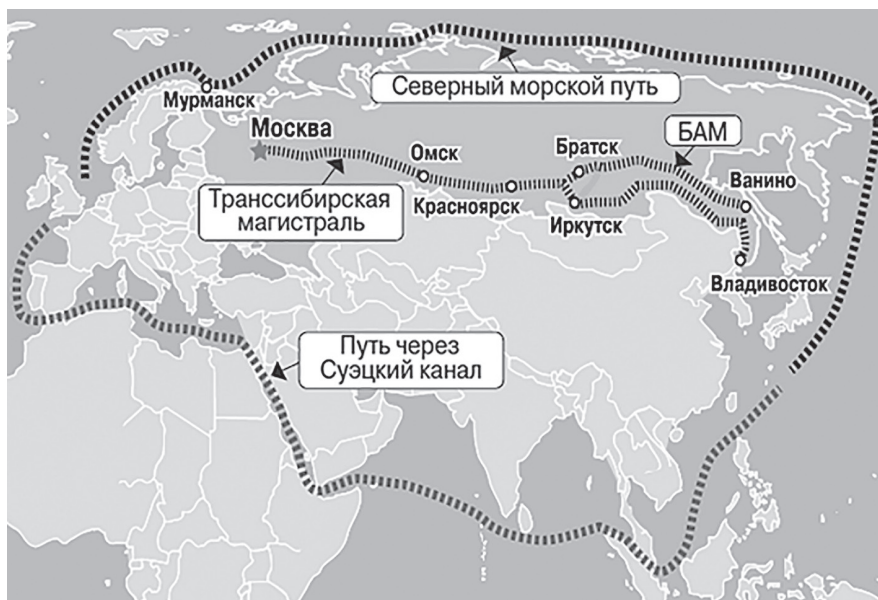 Северный морской путь
Мурманск
Москва
БАМ
Омск
Братск
Транссибирская
магистраль
Красноярск
Ванино
Иркутск
Владивосток
Путь через
Суэцкий канал